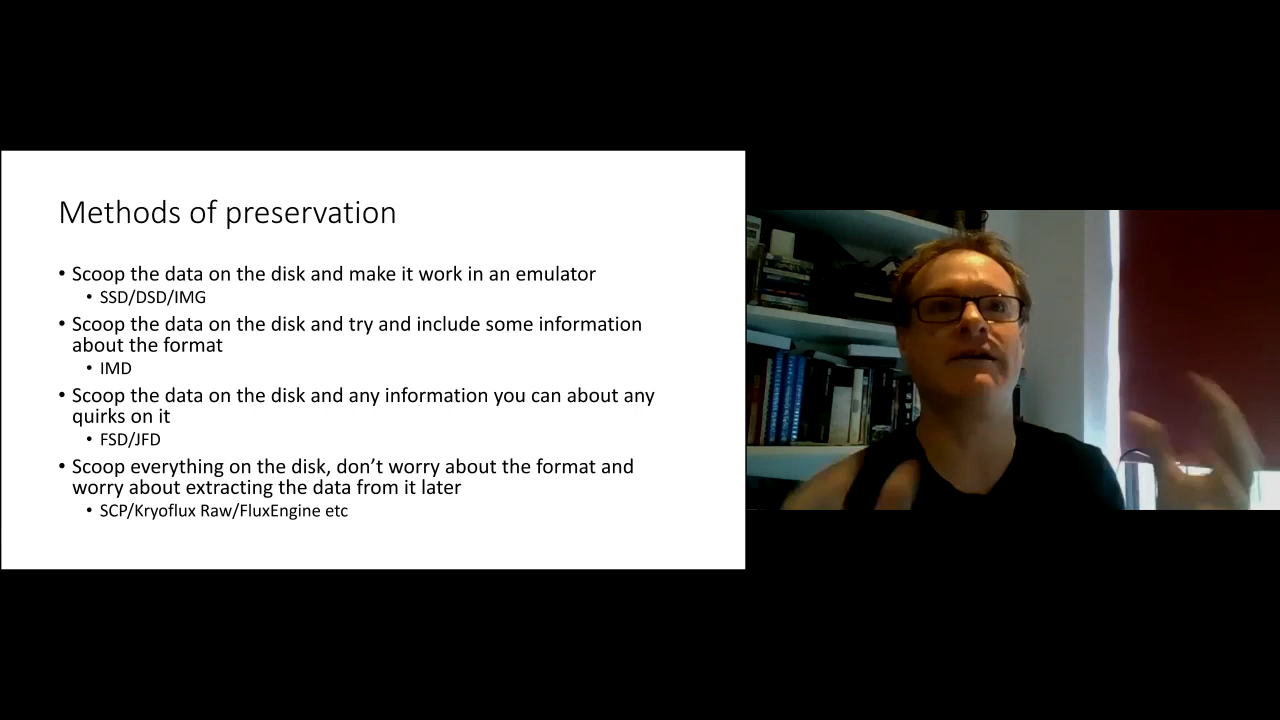 Methods of preservation
• Scoop the data on the disk and make it work in an emulator
• SSD/DSD/IMG
• Scoop the data on the disk and try and include some information
about the format
• IMD
• Scoop the data on the disk and any information you can about any
quirks on it
• FSD/JFD
• Scoop everything on the disk, don’t worry about the format and
worry about extracting the data from it later
• SCP/Kryoflux Raw/FluxEngine etc